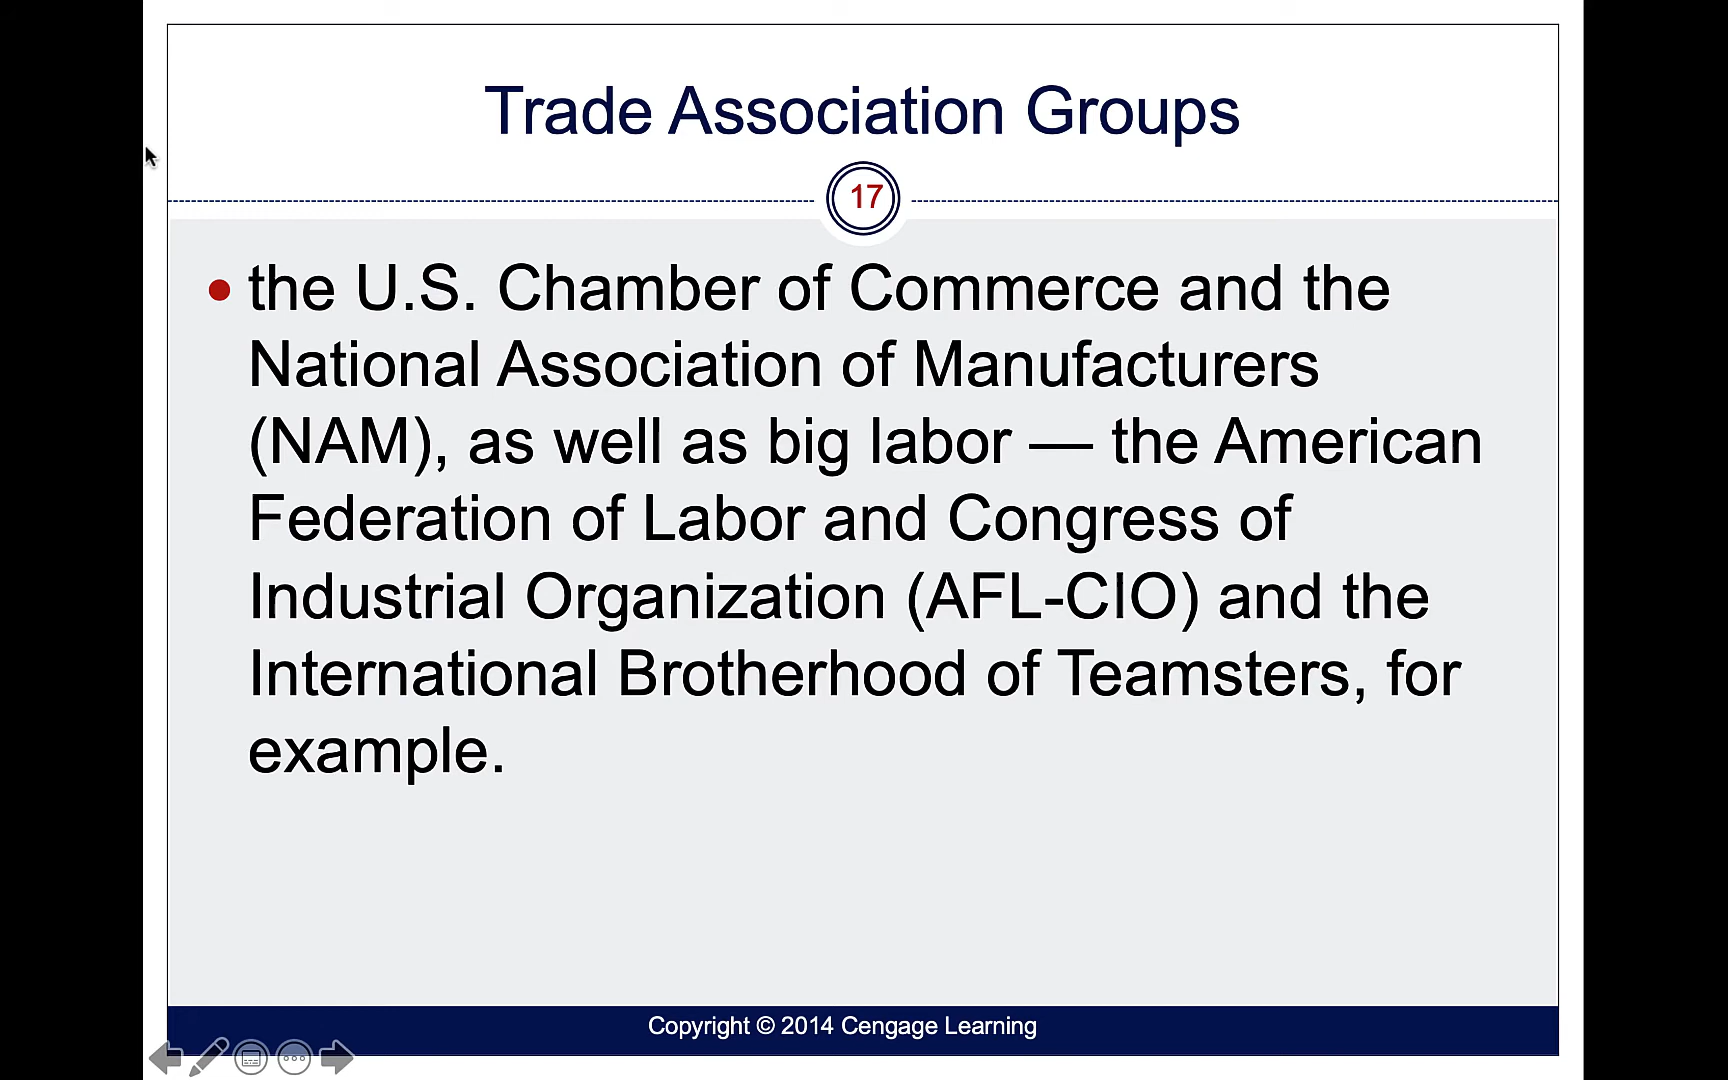 Trade Association Groups
17
• the U.S. Chamber of Commerce and the
National Association of Manufacturers
(NAM), as well as big labor — the American
Federation of Labor and Congress of
Industrial Organization (AFL-CIO) and the
International Brotherhood of Teamsters, for
example.
Copyright © 2014 Cengage Learning